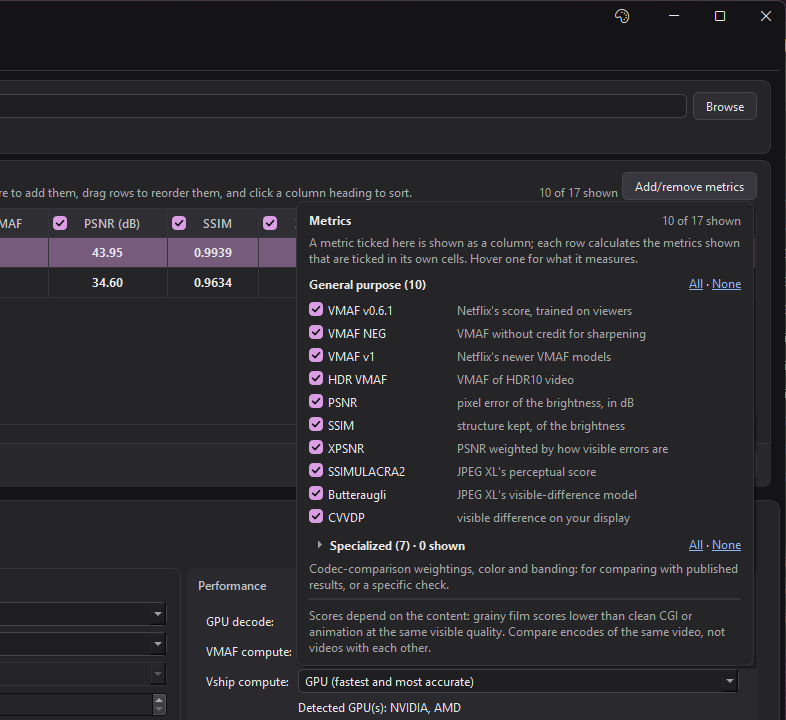 Browse
re to add them, drag rows to reorder them, and click a column heading to sort.
10 of 17 shown
Add/remove metrics
MAF
PSNR (dB)
SSIM
43.95
0.9939
34.60
0.9634
Metrics
10 of 17 shown
A metric ticked here is shown as a column; each row calculates the metrics shown
that are ticked in its own cells. Hover one for what it measures.
General purpose (10)
All · None
VMAF v0.6.1
Netflix's score, trained on viewers
VMAF NEG
VMAF without credit for sharpening
VMAF v1
Netflix's newer VMAF models
HDR VMAF
VMAF of HDR10 video
PSNR
pixel error of the brightness, in dB
SSIM
structure kept, of the brightness
XPSNR
PSNR weighted by how visible errors are
SSIMULACRA2
JPEG XL's perceptual score
Butteraugli
JPEG XL's visible-difference model
CVVDP
visible difference on your display
Specialized (7) · 0 shown
All · None
Codec-comparison weightings, color and banding: for comparing with published
results, or a specific check.
Scores depend on the content: grainy film scores lower than clean CGI or
animation at the same visible quality. Compare encodes of the same video, not
videos with each other.
Performance
GPU decode:
VMAF compute:
Vship compute:
GPU (fastest and most accurate)
Detected GPU(s): NVIDIA, AMD